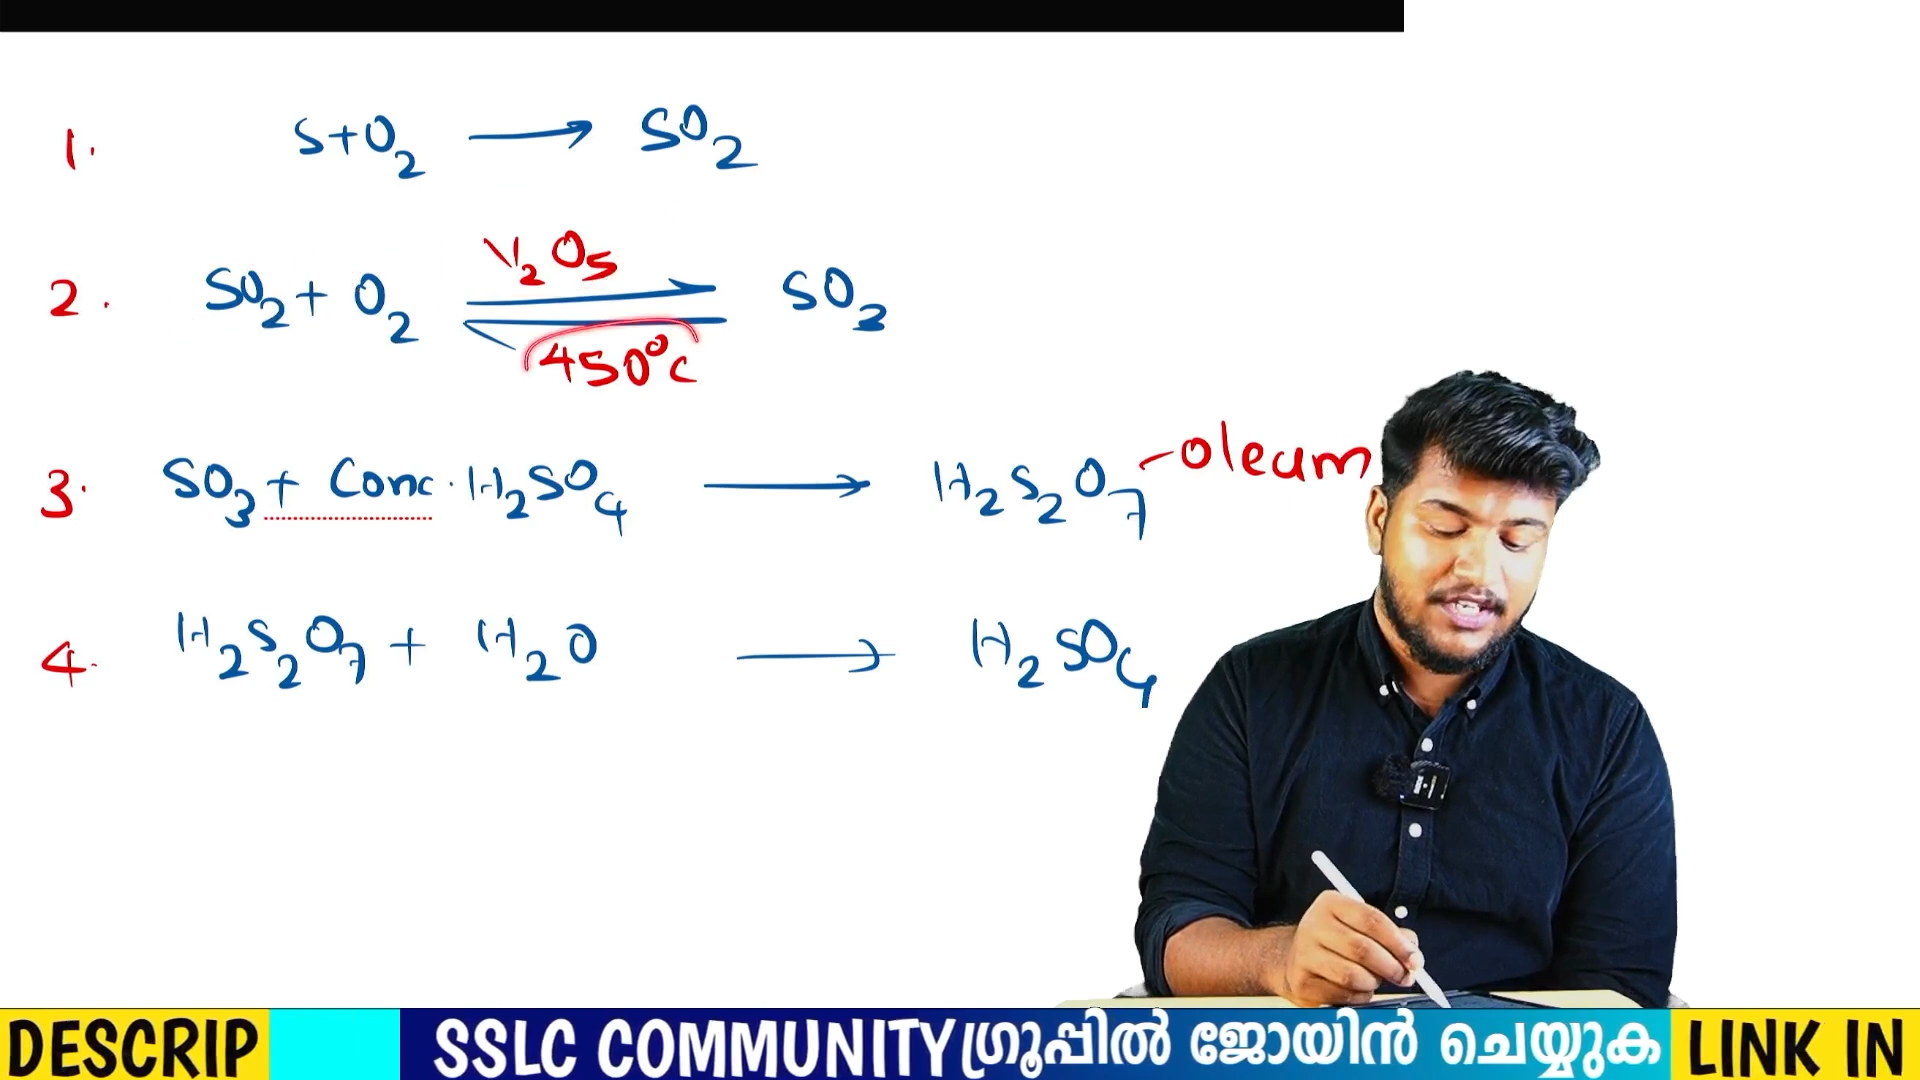 1. S+O₂ ⟶ SO₂
2. SO₂ + O₂ V₂O₅ ⇌ 450°C SO₃
3. SO₃ + Conc. H₂SO₄ ⟶ H₂S₂O₇ - oleum
4. H₂S₂O₇ + H₂O ⟶ H₂SO₄
DESCRIP SSLC COMMUNITY ഗ്രൂപ്പിൽ ജോയിൻ ചെയ്യുക LINK IN